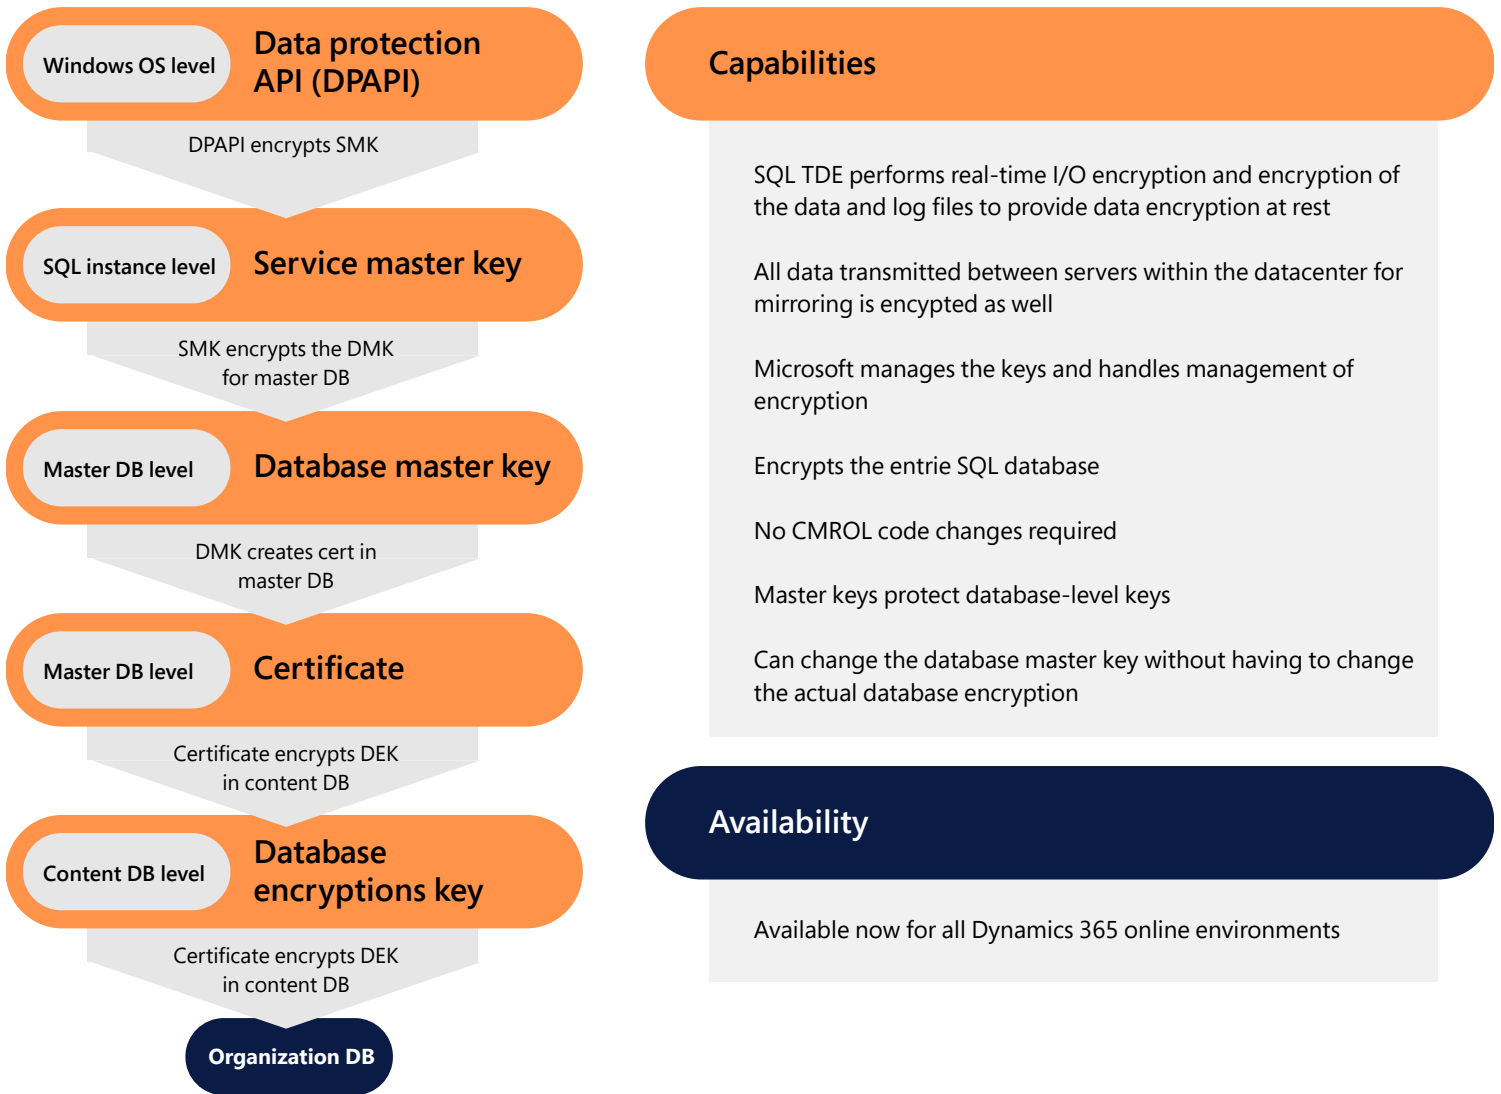 Windows OS level
Data protection
API (DPAPI)
DPAPI encrypts SMK
SQL instance level
Service master key
SMK encrypts the DMK
for master DB
Master DB level
Database master key
DMK creates cert in
master DB
Master DB level
Certificate
Certificate encrypts DEK
in content DB
Content DB level
Database
encryptions key
Certificate encrypts DEK
in content DB
Organization DB
Capabilities
SQL TDE performs real-time I/O encryption and encryption of
the data and log files to provide data encryption at rest
All data transmitted between servers within the datacenter for
mirroring is encypted as well
Microsoft manages the keys and handles management of
encryption
Encrypts the entrie SQL database
No CMROL code changes required
Master keys protect database-level keys
Can change the database master key without having to change
the actual database encryption
Availability
Available now for all Dynamics 365 online environments